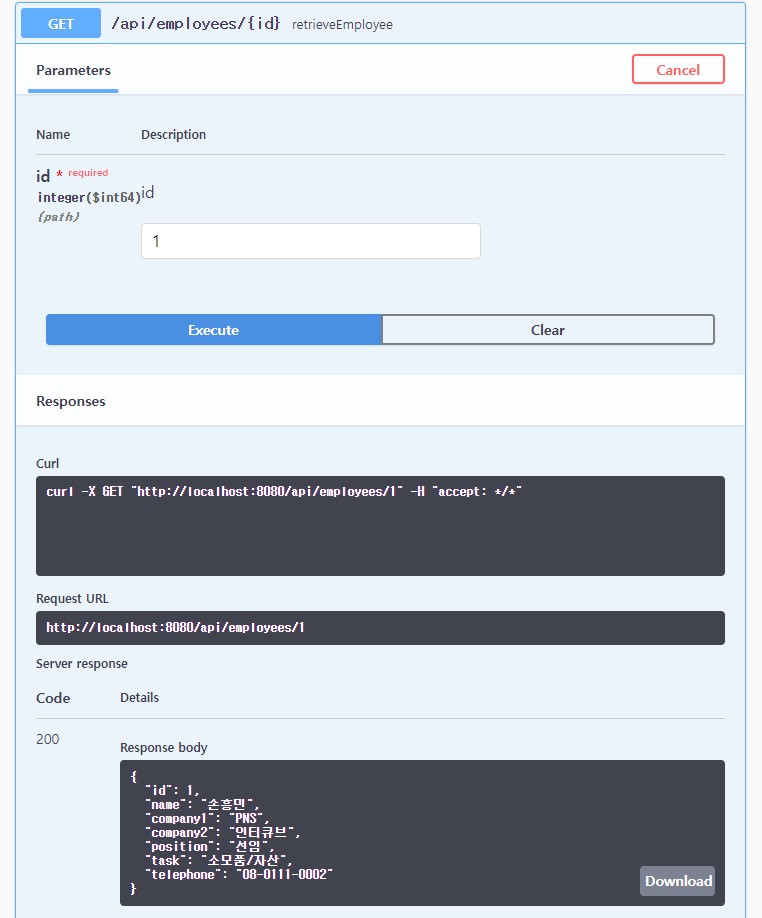 GET /api/employees/{id} retrieveEmployee
Parameters
Cancel
Name Description
id * required
integer($int64)
(path)
id
1
Execute
Clear
Responses
Curl
curl -X GET "http://localhost:8080/api/employees/1" -H "accept: */*"
Request URL
http://localhost:8080/api/employees/1
Server response
Code Details
200
Response body
{
"id": 1,
"name": "손흥민",
"company1": "PNS",
"company2": "인터큐브",
"position": "선임",
"task": "소모품/자산",
"telephone": "08-0111-0002"
}
Download